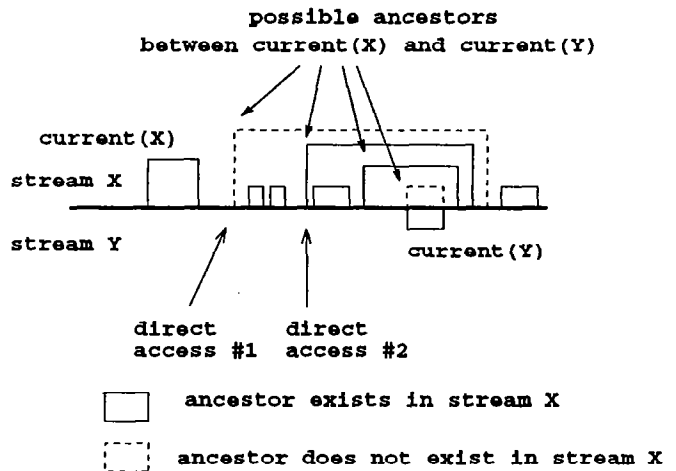 possible ancestors
between current(X) and current(Y)
current(X)
stream X
stream Y
current(Y)
direct access #1
direct access #2
ancestor exists in stream X
ancestor does not exist in stream X